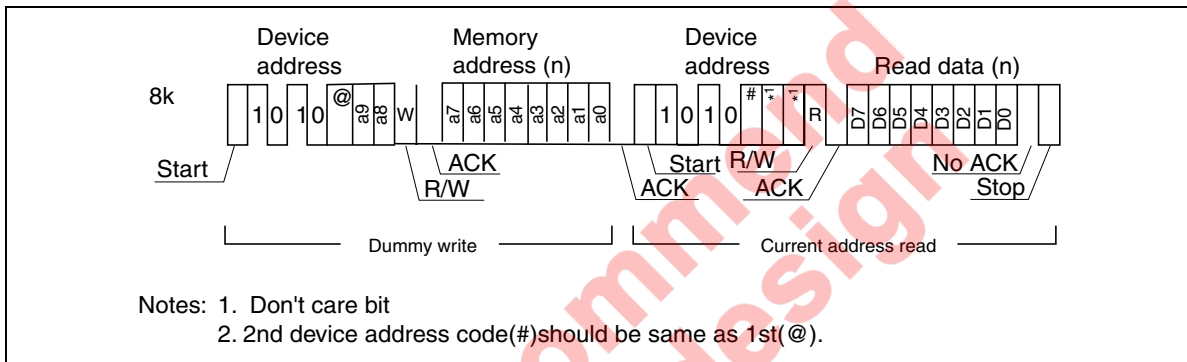 Device address
Memory address (n)
Device address
Read data (n)
8k
1 0 1 0 @ a9 a8 W
a7 a6 a5 a4 a3 a2 a1 a0
1 0 1 0 # *1 *1 R
D7 D6 D5 D4 D3 D2 D1 D0
Start
R/W
ACK
ACK
Start
R/W
ACK
No ACK
Stop
Dummy write
Current address read
Notes: 1. Don't care bit
2. 2nd device address code(#)should be same as 1st(@).
ommend
design